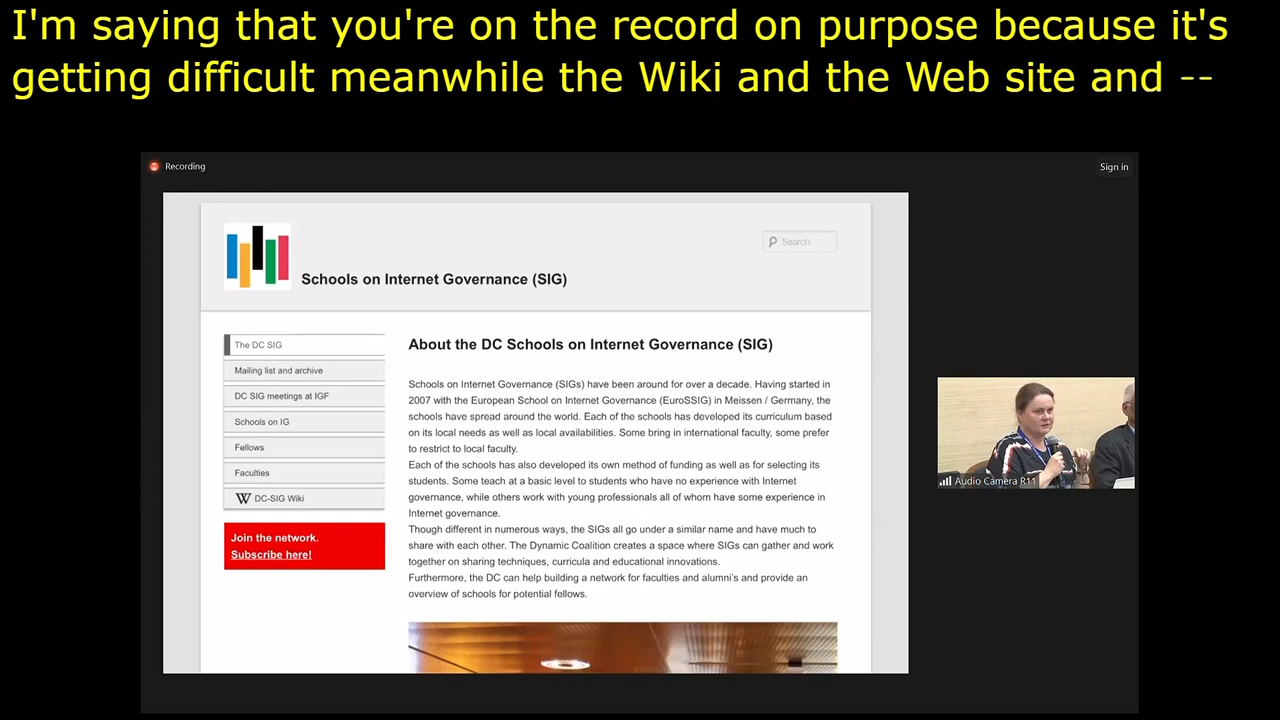 I'm saying that you're on the record on purpose because it's
getting difficult meanwhile the Wiki and the Web site and --
Recording
Sign in
Search
Schools on Internet Governance (SIG)
The DC SIG
Mailing list and archive
DC SIG meetings at IGF
Schools on IG
Fellows
Faculties
DC-SIG Wiki
Join the network.
Subscribe here!
About the DC Schools on Internet Governance (SIG)
Schools on Internet Governance (SIGs) have been around for over a decade. Having started in
2007 with the European School on Internet Governance (EuroSSIG) in Meissen / Germany, the
schools have spread around the world. Each of the schools has developed its curriculum based
on its local needs as well as local availabilities. Some bring in international faculty, some prefer
to restrict to local faculty.
Each of the schools has also developed its own method of funding as well as for selecting its
students. Some teach at a basic level to students who have no experience with Internet
governance, while others work with young professionals all of whom have some experience in
Internet governance.
Though different in numerous ways, the SIGs all go under a similar name and have much to
share with each other. The Dynamic Coalition creates a space where SIGs can gather and work
together on sharing techniques, curricula and educational innovations.
Furthermore, the DC can help building a network for faculties and alumni's and provide an
overview of schools for potential fellows.
Audio Camera R11